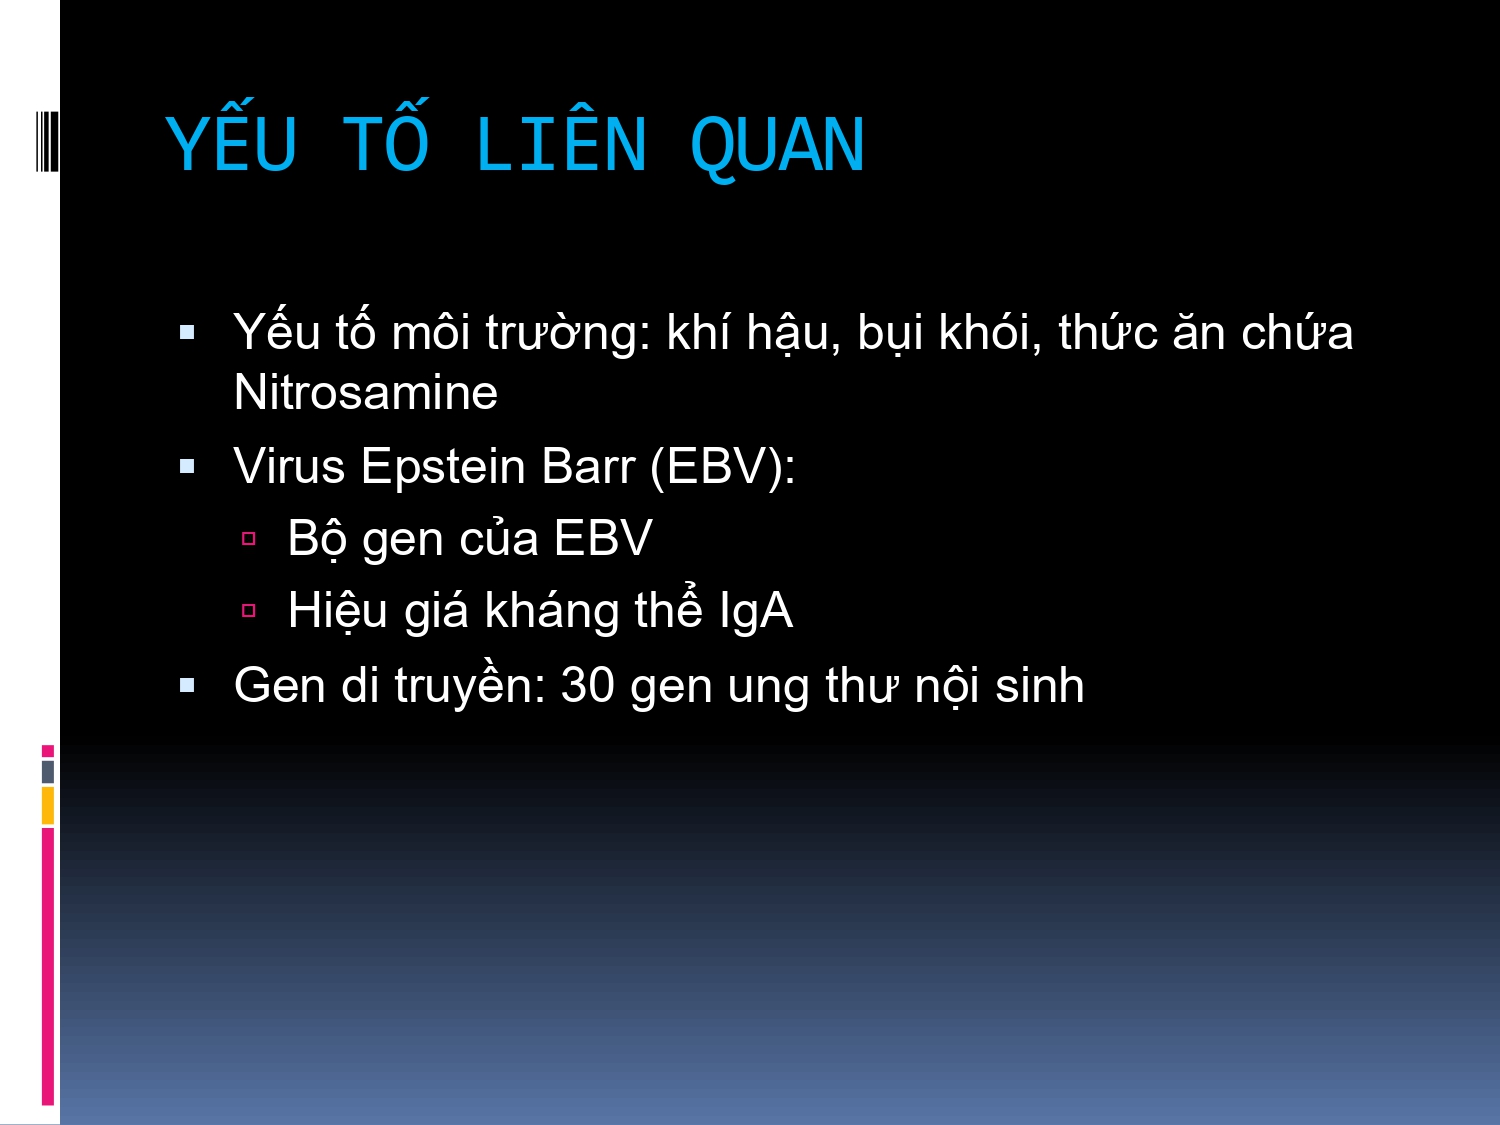 YẾU TỐ LIÊN QUAN
Yếu tố môi trường: khí hậu, bụi khói, thức ăn chứa
Nitrosamine
Virus Epstein Barr (EBV):
Bộ gen của EBV
Hiệu giá kháng thể IgA
Gen di truyền: 30 gen ung thư nội sinh